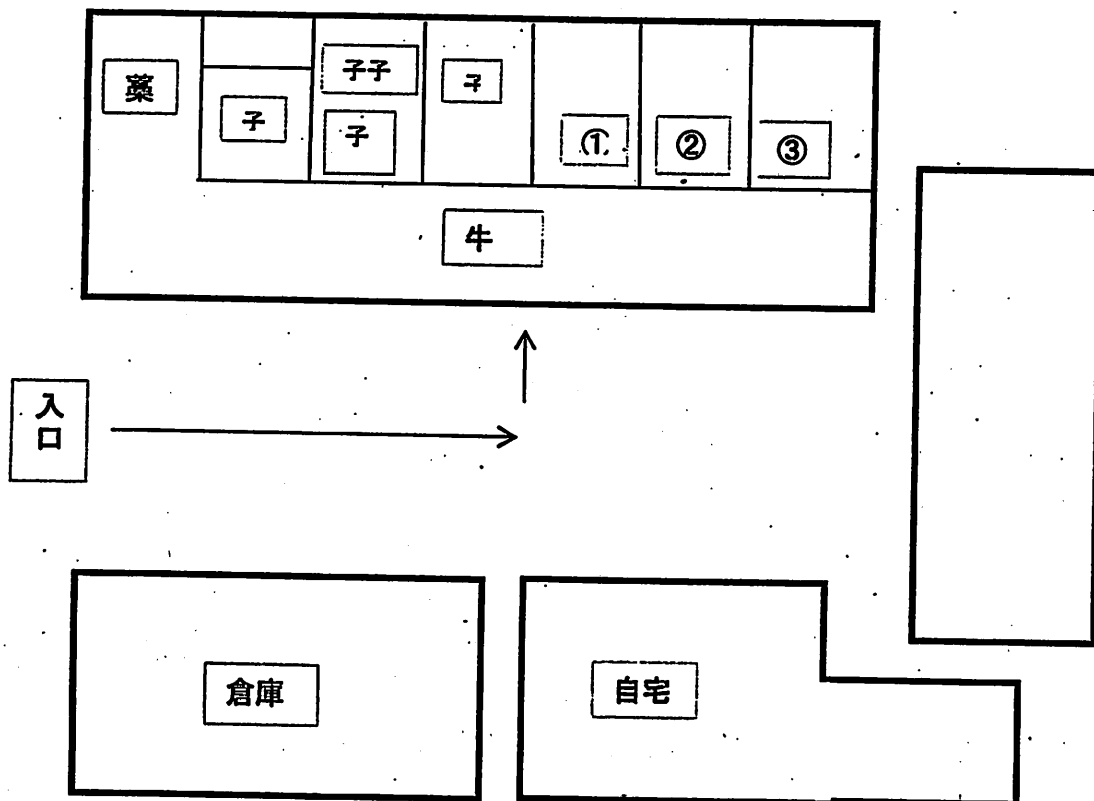 薬
子
子子
子
子
①
②
③
牛
入
口
倉庫
自宅